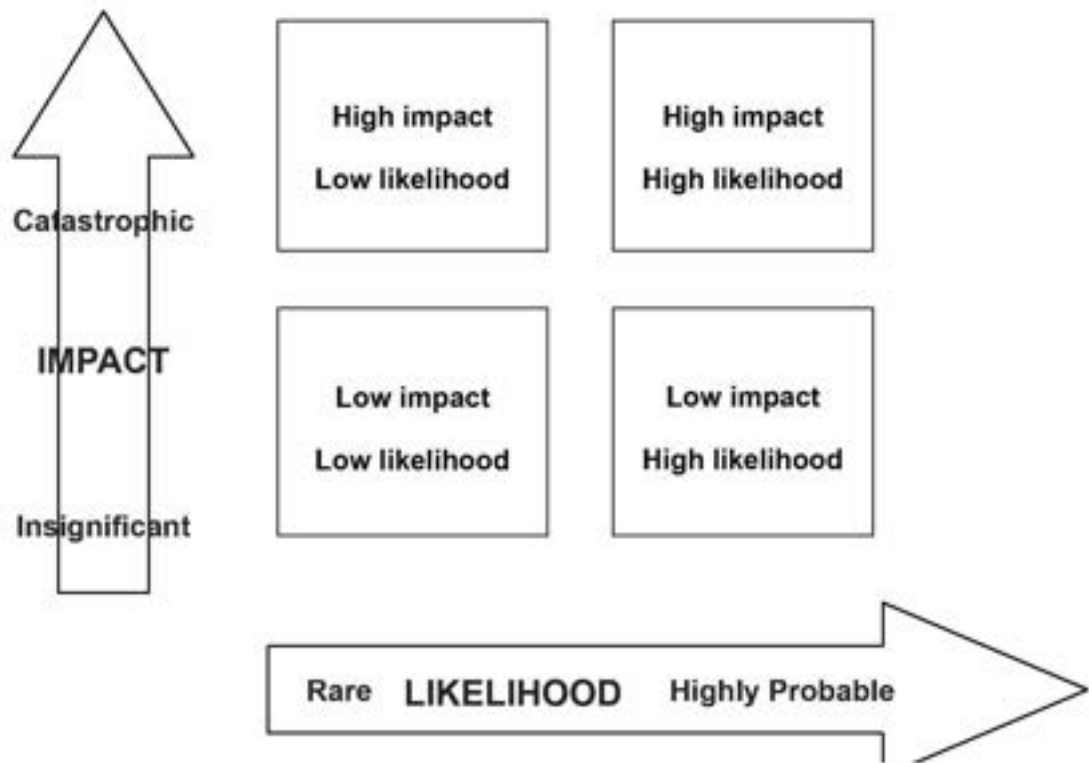 High impact
Low likelihood
High impact
High likelihood
Catastrophic
IMPACT
Low impact
Low likelihood
Low impact
High likelihood
Insignificant
Rare LIKELIHOOD Highly Probable